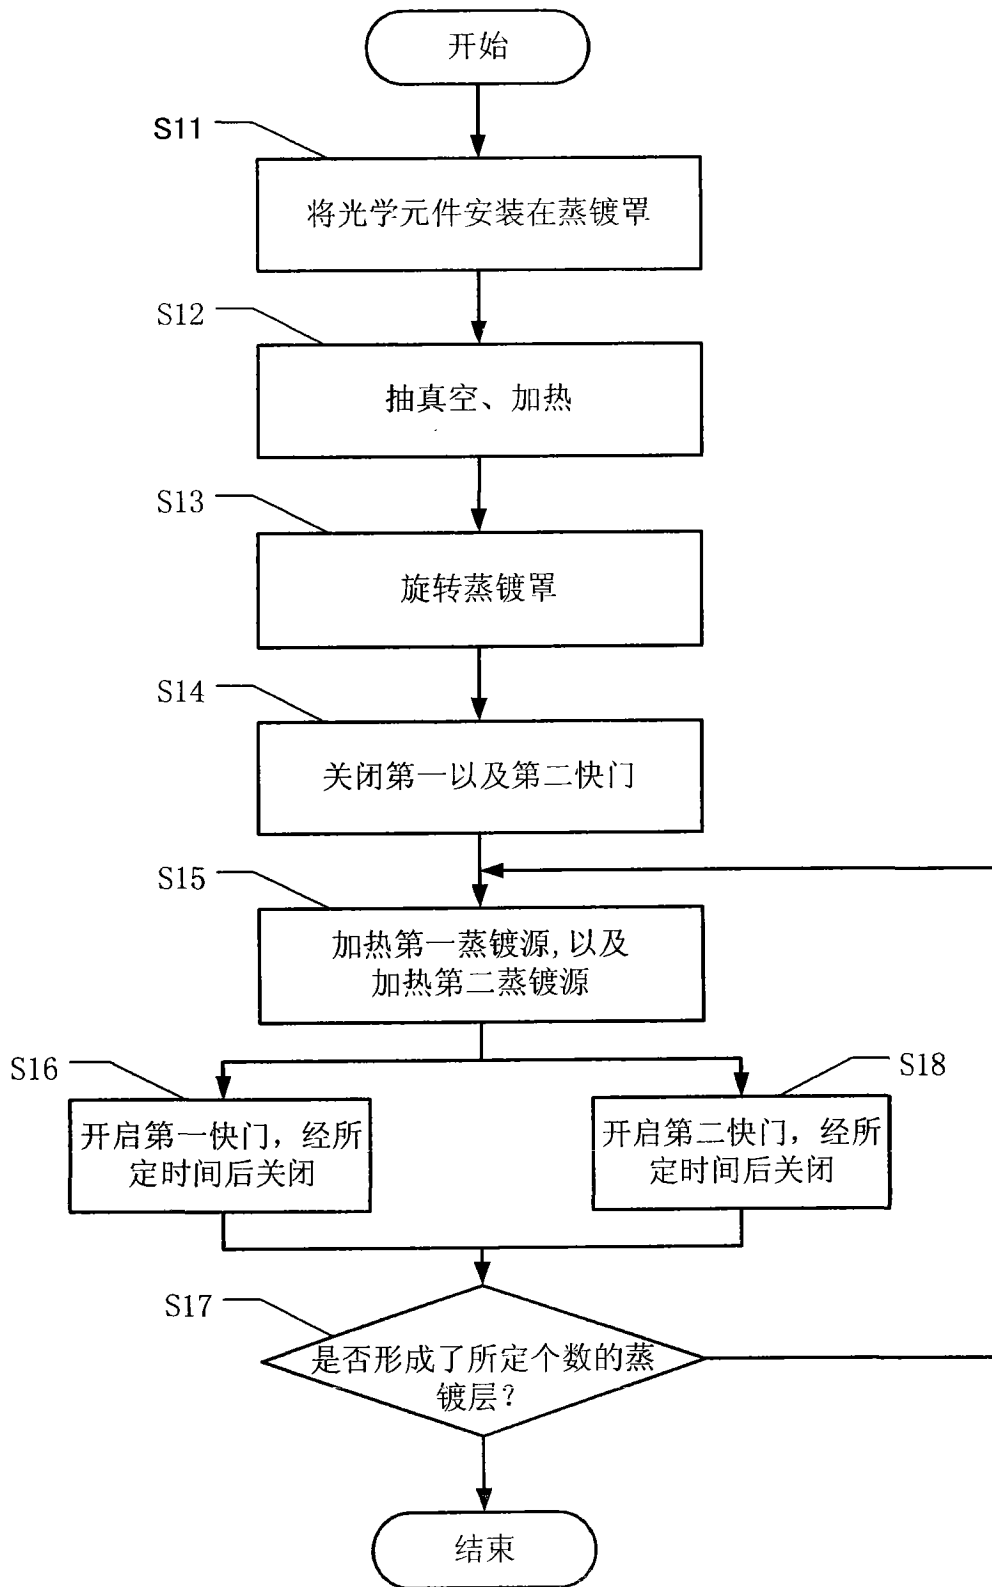 开始
S11
将光学元件安装在蒸镀罩
S12
抽真空、加热
S13
旋转蒸镀罩
S14
关闭第一以及第二快门
S15
加热第一蒸镀源,以及
加热第二蒸镀源
S16
开启第一快门，经所
定时间后关闭
S18
开启第二快门，经所
定时间后关闭
S17
是否形成了所定个数的蒸
镀层？
结束